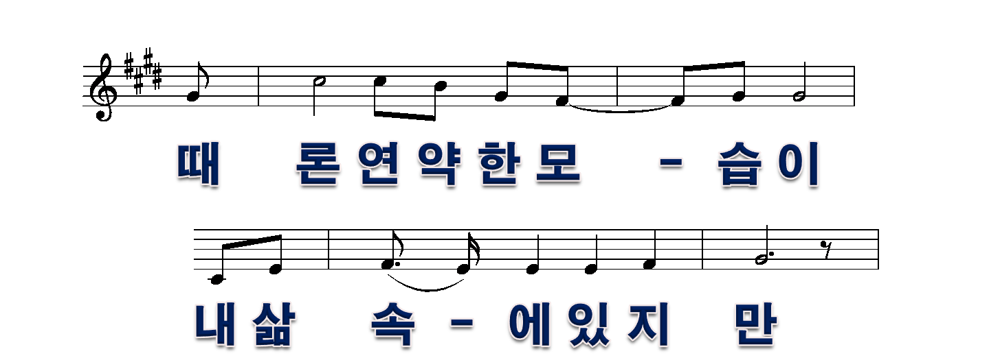 때 론 연 약 한 모 - 습 이
내 삶 속 - 에 있 지 만